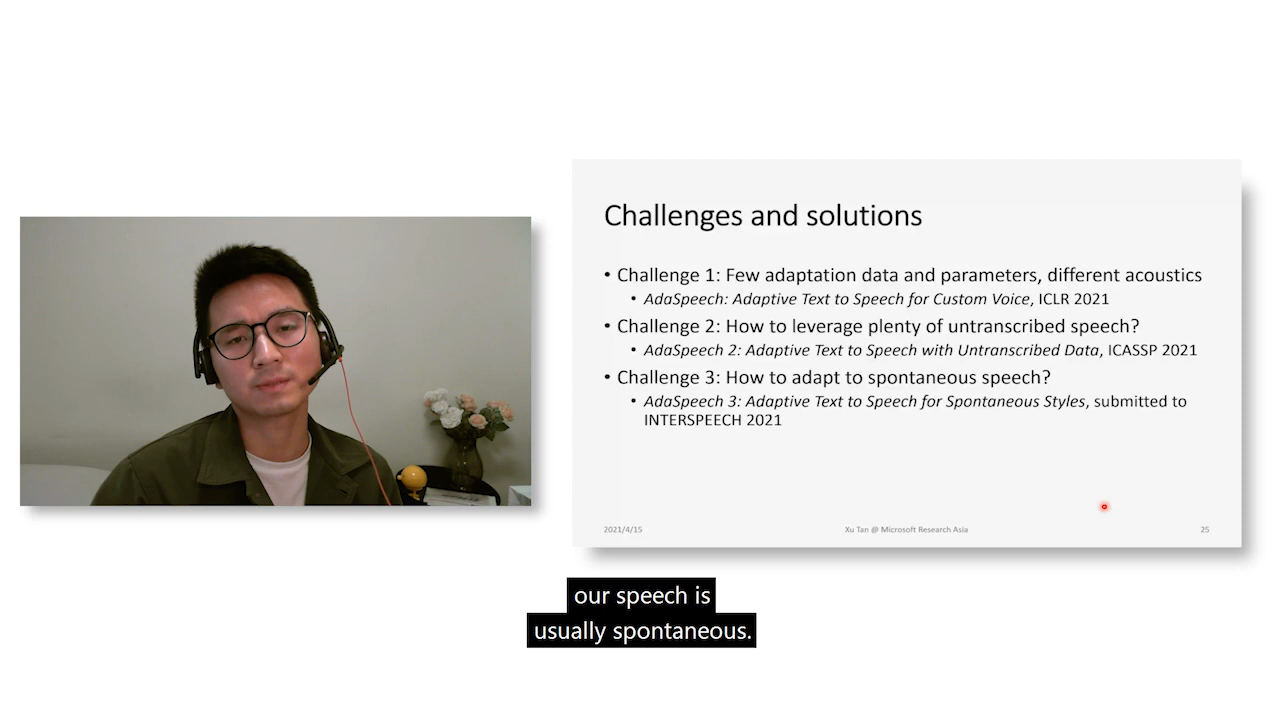 Challenges and solutions
• Challenge 1: Few adaptation data and parameters, different acoustics
• AdaSpeech: Adaptive Text to Speech for Custom Voice, ICLR 2021
• Challenge 2: How to leverage plenty of untranscribed speech?
• AdaSpeech 2: Adaptive Text to Speech with Untranscribed Data, ICASSP 2021
• Challenge 3: How to adapt to spontaneous speech?
• AdaSpeech 3: Adaptive Text to Speech for Spontaneous Styles, submitted to
INTERSPEECH 2021
2021/4/15 Xu Tan @ Microsoft Research Asia 25
our speech is
usually spontaneous.